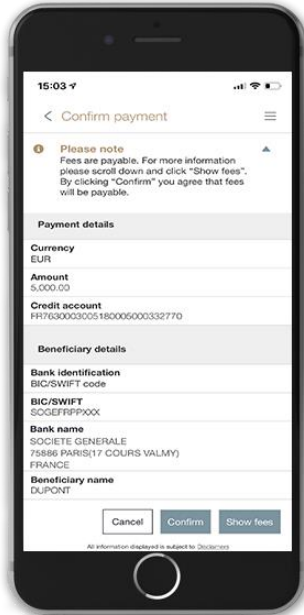 15:03
Confirm payment
Please note
Fees are payable. For more information
please scroll down and click "Show fees".
By clicking "Confirm" you agree that fees
will be payable.
Payment details
Currency
EUR
Amount
5,000.00
Credit account
FR7630003005180005000332770
Beneficiary details
Bank identification
BIC/SWIFT code
BIC/SWIFT
SOGEFRPPXXX
Bank name
SOCIETE GENERALE
75886 PARIS(17 COURS VALMY)
FRANCE
Beneficiary name
DUPONT
Cancel Confirm Show fees
All information displayed is subject to Disclaimers